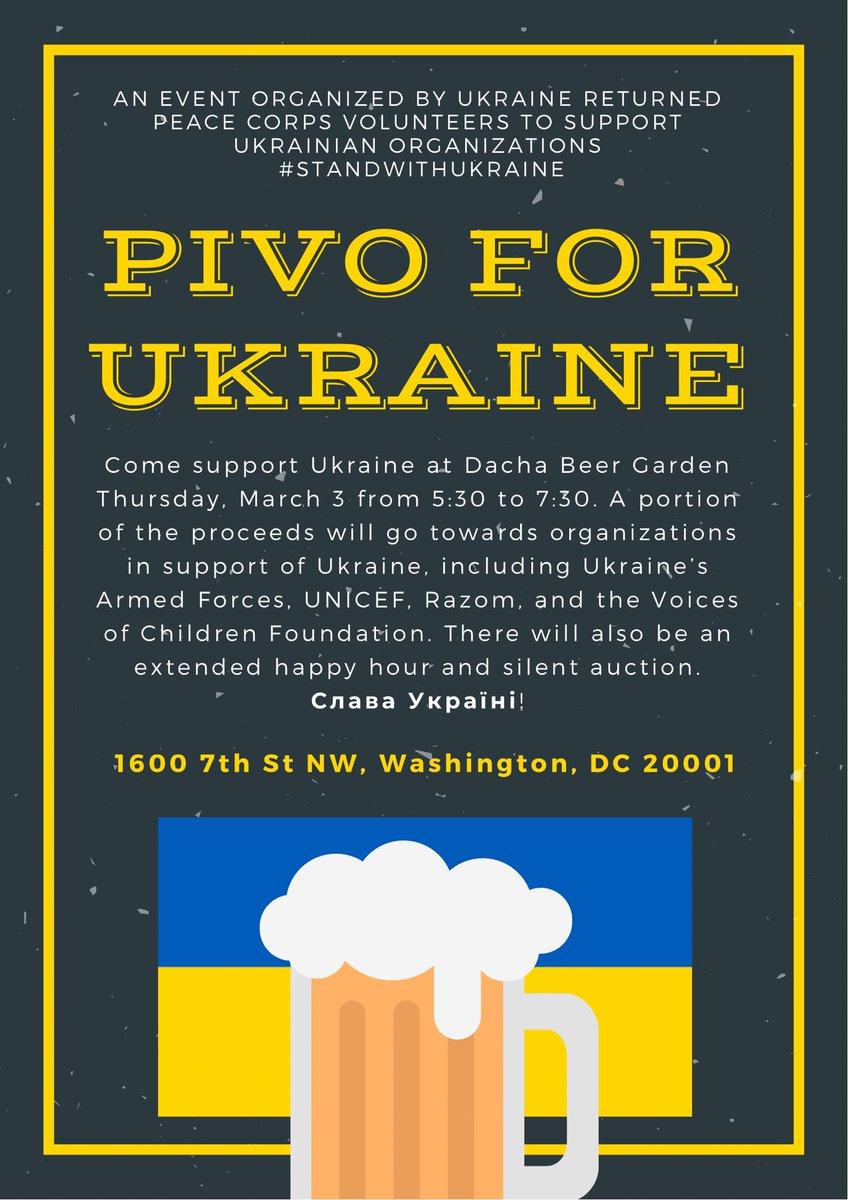 AN EVENT ORGANIZED BY UKRAINE RETURNED
PEACE CORPS VOLUNTEERS TO SUPPORT
UKRAINIAN ORGANIZATIONS
#STANDWITHUKRAINE
PIVO FOR
UKRAINE
Come support Ukraine at Dacha Beer Garden
Thursday, March 3 from 5:30 to 7:30. A portion
of the proceeds will go towards organizations
in support of Ukraine, including Ukraine's
Armed Forces, UNICEF, Razom, and the Voices
of Children Foundation. There will also be an
extended happy hour and silent auction.
Слава Україні!
1600 7th St NW, Washington, DC 20001